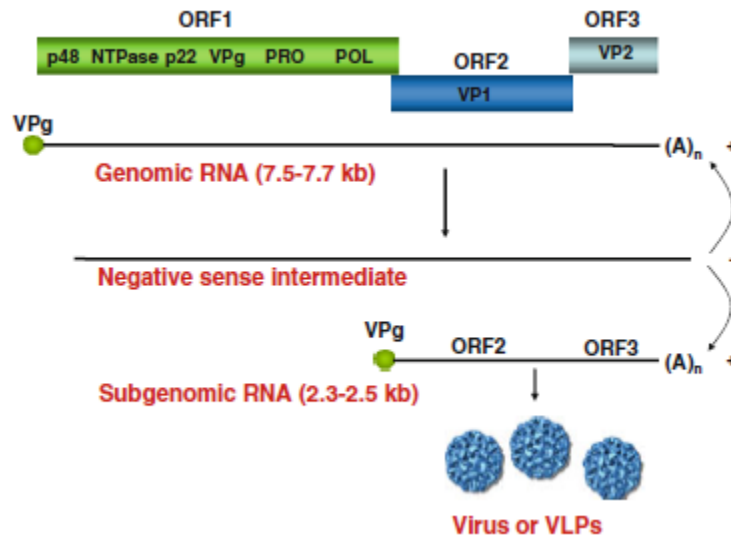 ORF1 ORF3
p48 NTPase p22 VPg PRO POL ORF2 VP2
VP1
VPg
(A)n
Genomic RNA (7.5-7.7 kb)
Negative sense intermediate
VPg
ORF2 ORF3
(A)n
Subgenomic RNA (2.3-2.5 kb)
Virus or VLPs